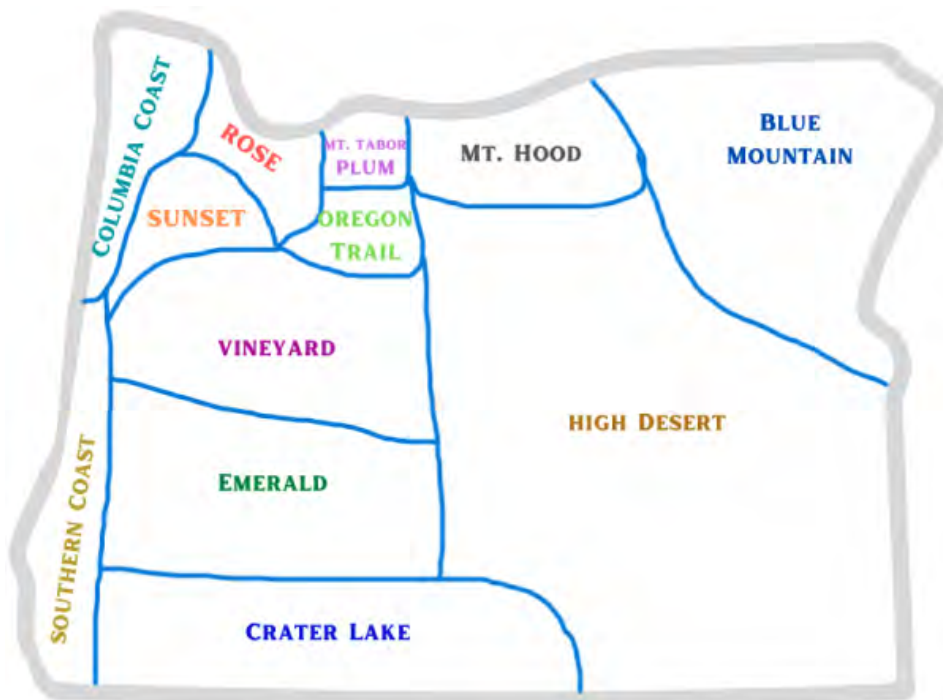 COLUMBIA COAST
ROSE
MT. TABOR
PLUM
MT. HOOD
BLUE
MOUNTAIN
SUNSET
OREGON
TRAIL
VINEYARD
HIGH DESERT
EMERALD
SOUTHERN COAST
CRATER LAKE